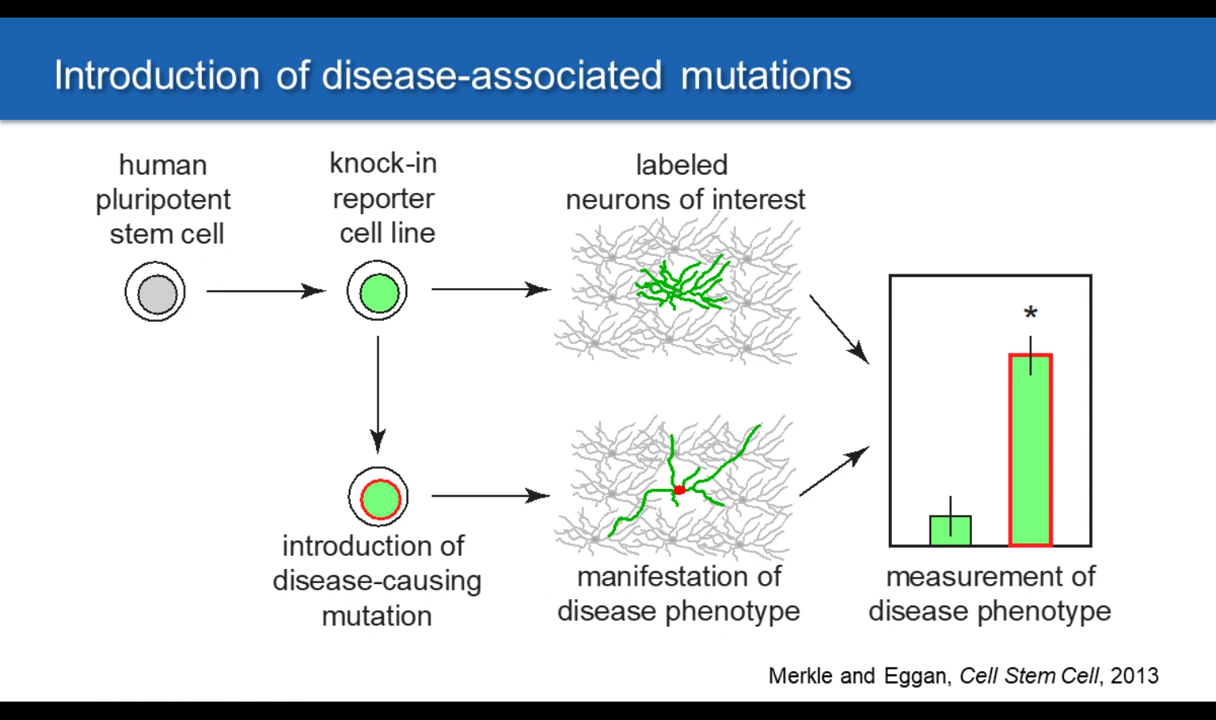 Introduction of disease-associated mutations
human
pluripotent
stem cell
knock-in
reporter
cell line
labeled
neurons of interest
*
introduction of
disease-causing
mutation
manifestation of
disease phenotype
measurement of
disease phenotype
Merkle and Eggan, Cell Stem Cell, 2013